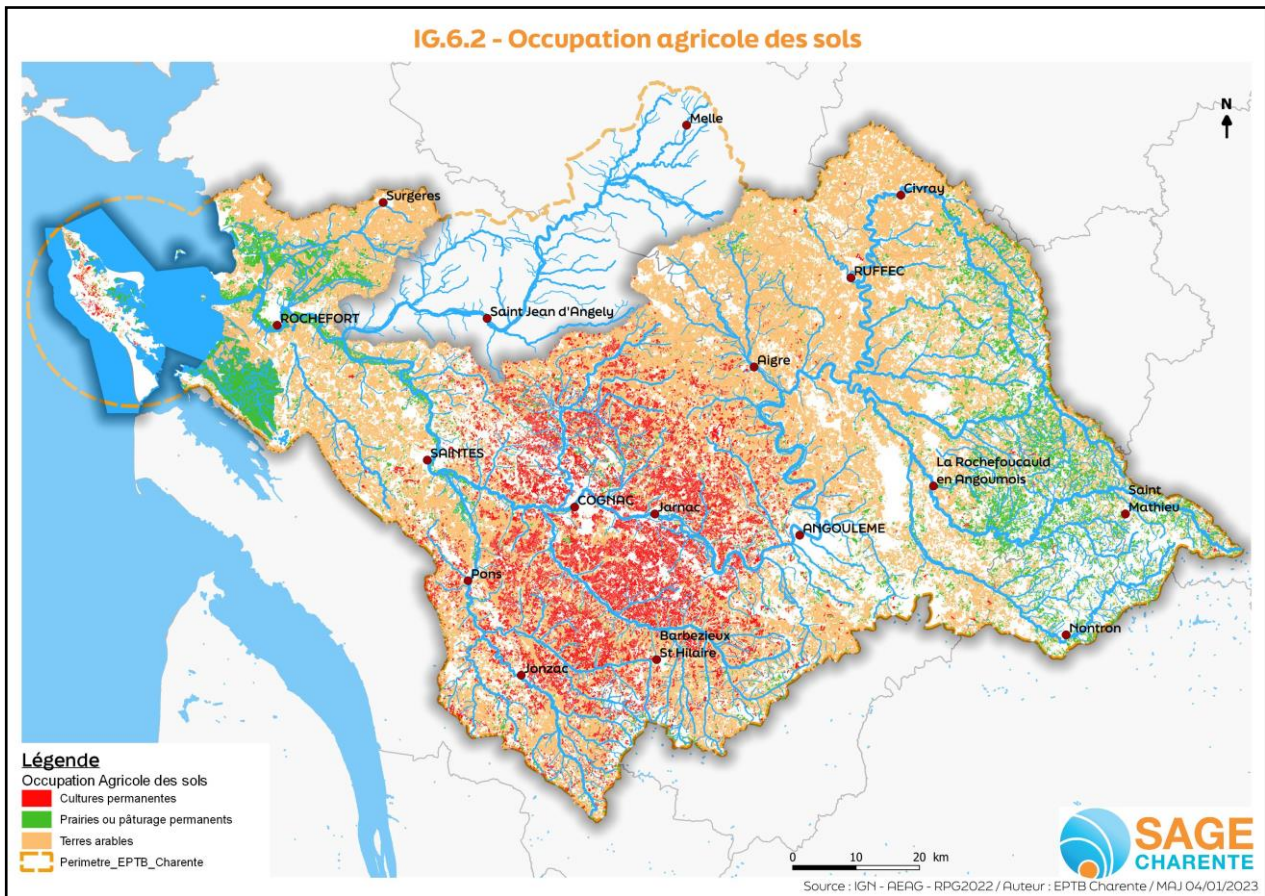 IG.6.2 - Occupation agricole des sols
N
Melle
Surgères
Civray
RUFFEC
ROCHEFORT
Saint Jean d'Angely
Aigre
SAINTES
La Rochefoucauld
en Angoumois
Saint
Mathieu
COGNAC
Jarnac
ANGOULEME
Pons
Nontron
Barbezieux
St Hilaire
Jonzac
Légende
Occupation Agricole des sols
Cultures permanentes
Prairies ou pâturage permanents
Terres arables
Perimetre_EPTB_Charente
0 10 20 km
SAGE
CHARENTE
Source : IGN - AEAG - RPG2022 / Auteur : EPTB Charente / MAJ 04/01/2023